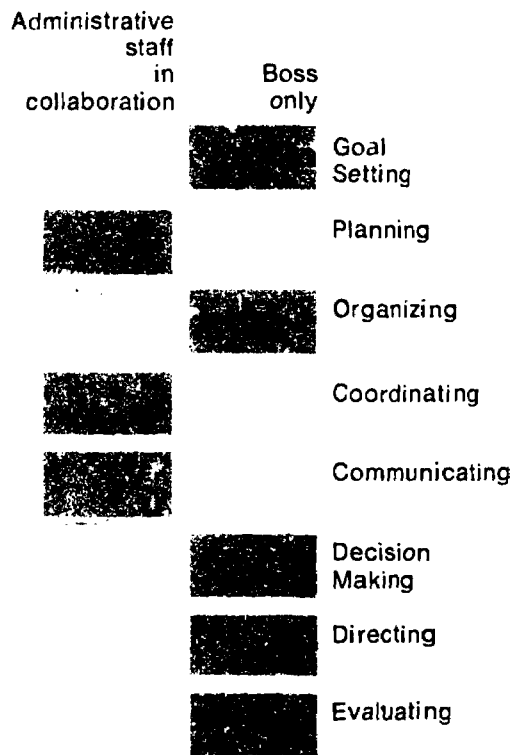 Administrative
staff
in
collaboration
Boss
only
Goal
Setting
Planning
Organizing
Coordinating
Communicating
Decision
Making
Directing
Evaluating